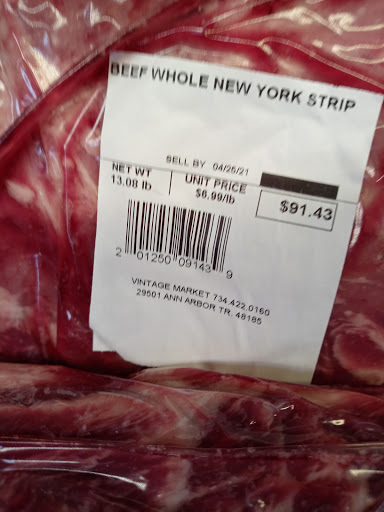 BEEF WHOLE NEW YORK STRIP
SELL BY 04/25/21
NET WT UNIT PRICE
13.08 lb $6.99/lb $91.43
2 01250 09143 9
VINTAGE MARKET 734.422.0160
29501 ANN ARBOR TR. 48185